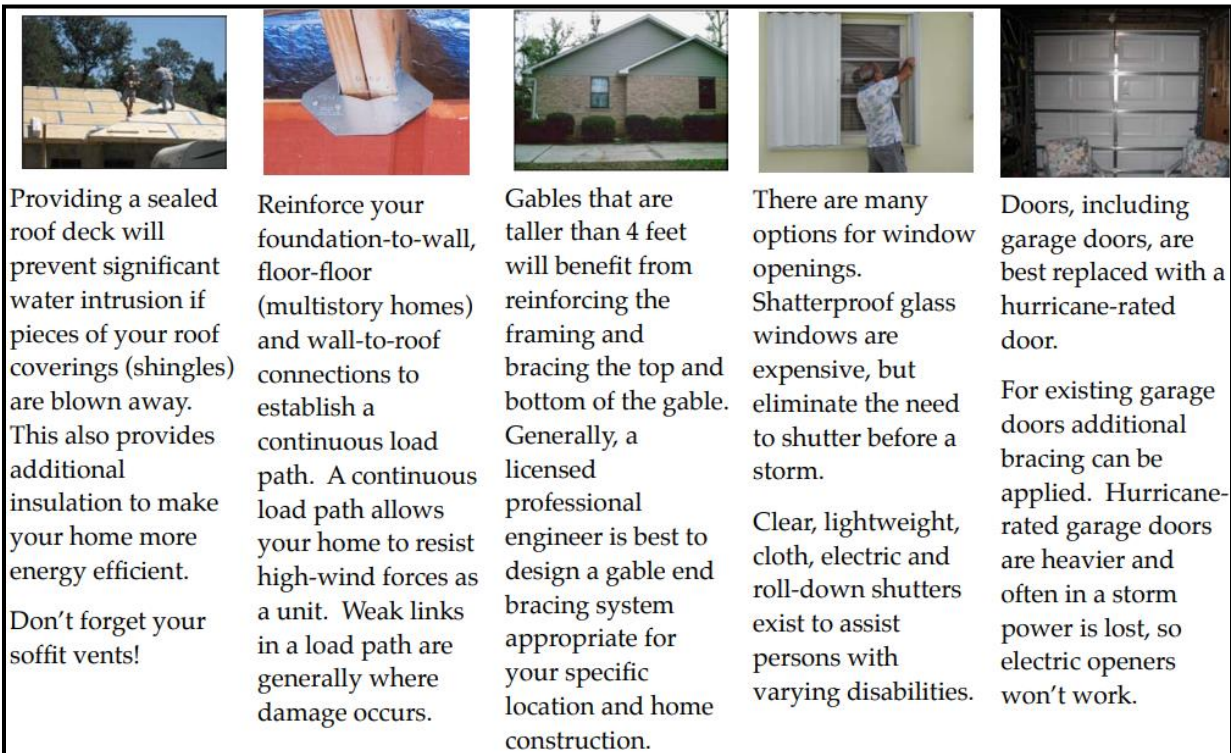 Providing a sealed
roof deck will
prevent significant
water intrusion if
pieces of your roof
coverings (shingles)
are blown away.
This also provides
additional
insulation to make
your home more
energy efficient.
Don't forget your
soffit vents!
Reinforce your
foundation-to-wall,
floor-floor
(multistory homes)
and wall-to-roof
connections to
establish a
continuous load
path.  A continuous
load path allows
your home to resist
high-wind forces as
a unit.  Weak links
in a load path are
generally where
damage occurs.
Gables that are
taller than 4 feet
will benefit from
reinforcing the
framing and
bracing the top and
bottom of the gable.
Generally, a
licensed
professional
engineer is best to
design a gable end
bracing system
appropriate for
your specific
location and home
construction.
There are many
options for window
openings.
Shatterproof glass
windows are
expensive, but
eliminate the need
to shutter before a
storm.
Clear, lightweight,
cloth, electric and
roll-down shutters
exist to assist
persons with
varying disabilities.
Doors, including
garage doors, are
best replaced with a
hurricane-rated
door.
For existing garage
doors additional
bracing can be
applied.  Hurricane-
rated garage doors
are heavier and
often in a storm
power is lost, so
electric openers
won't work.